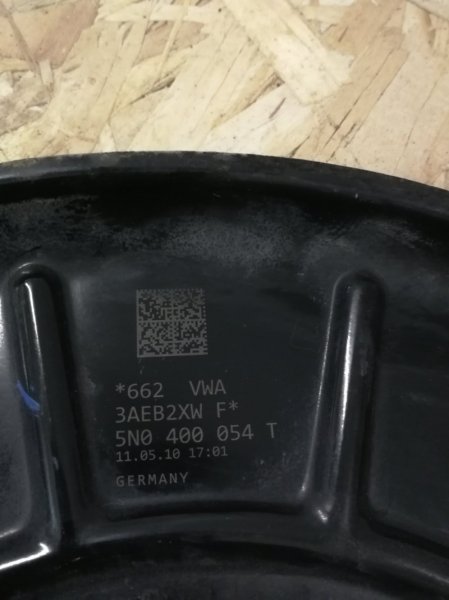 *662 VWA
3AEB2XW F*
5N0 400 054 T
11.05.10 17:01
GERMANY